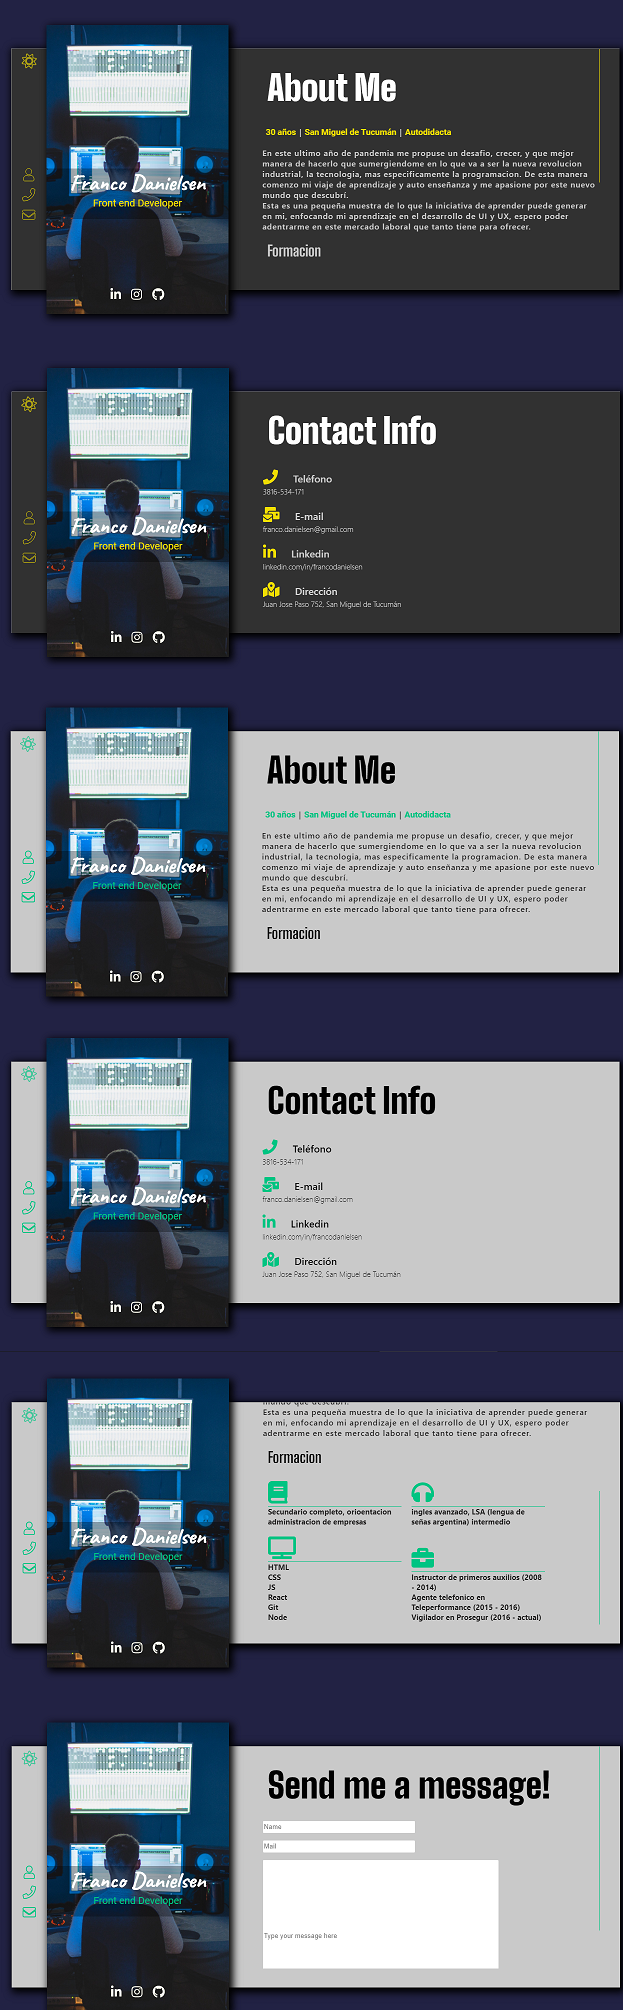 About Me
30 años | San Miguel de Tucumán | Autodidacta
En este ultimo año de pandemia me propuse un desafio, crecer, y que mejor
manera de hacerlo que sumergiendome en lo que va a ser la nueva revolucion
industrial, la tecnologia, mas especificamente la programacion. De esta manera
comenzo mi viaje de aprendizaje y auto enseñanza y me apasione por este nuevo
mundo que descubrí.
Esta es una pequeña muestra de lo que la iniciativa de aprender puede generar
en mi, enfocando mi aprendizaje en el desarrollo de UI y UX, espero poder
adentrarme en este mercado laboral que tanto tiene para ofrecer.
Formacion
Franco Danielsen
Front end Developer
Contact Info
Teléfono
3816-534-171
E-mail
franco.danielsen@gmail.com
Linkedin
linkedin.com/in/francodanielsen
Dirección
Juan Jose Paso 752, San Miguel de Tucumán
Franco Danielsen
Front end Developer
About Me
30 años | San Miguel de Tucumán | Autodidacta
En este ultimo año de pandemia me propuse un desafio, crecer, y que mejor
manera de hacerlo que sumergiendome en lo que va a ser la nueva revolucion
industrial, la tecnologia, mas especificamente la programacion. De esta manera
comenzo mi viaje de aprendizaje y auto enseñanza y me apasione por este nuevo
mundo que descubrí.
Esta es una pequeña muestra de lo que la iniciativa de aprender puede generar
en mi, enfocando mi aprendizaje en el desarrollo de UI y UX, espero poder
adentrarme en este mercado laboral que tanto tiene para ofrecer.
Formacion
Franco Danielsen
Front end Developer
Contact Info
Teléfono
3816-534-171
E-mail
franco.danielsen@gmail.com
Linkedin
linkedin.com/in/francodanielsen
Dirección
Juan Jose Paso 752, San Miguel de Tucumán
Franco Danielsen
Front end Developer
mundo que descubrí.
Esta es una pequeña muestra de lo que la iniciativa de aprender puede generar
en mi, enfocando mi aprendizaje en el desarrollo de UI y UX, espero poder
adentrarme en este mercado laboral que tanto tiene para ofrecer.
Formacion
Secundario completo, orioentacion
administracion de empresas
ingles avanzado, LSA (lengua de
señas argentina) intermedio
HTML
CSS
JS
React
Git
Node
Instructor de primeros auxilios (2008
- 2014)
Agente telefonico en
Teleperformance (2015 - 2016)
Vigilador en Prosegur (2016 - actual)
Franco Danielsen
Front end Developer
Send me a message!
Name
Mail
Type your message here
Franco Danielsen
Front end Developer